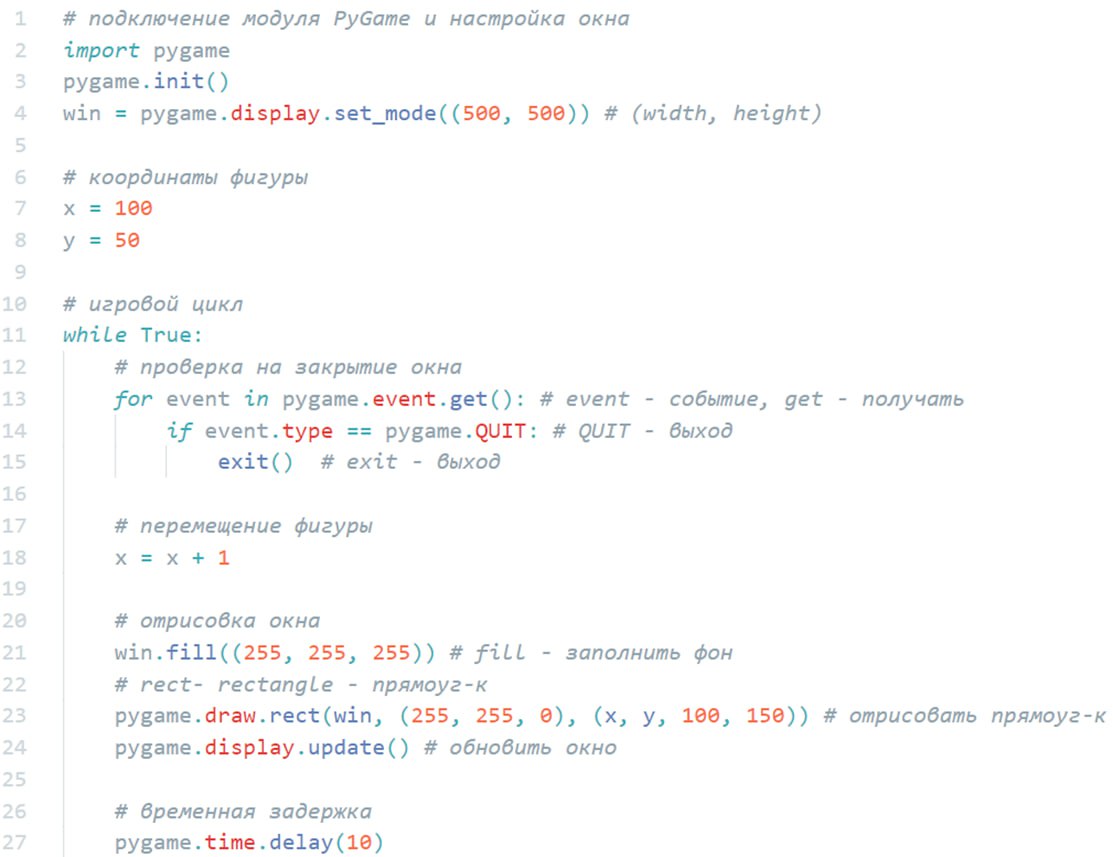 1 # подключение модуля PyGame и настройка окна
2 import pygame
3 pygame.init()
4 win = pygame.display.set_mode((500, 500)) # (width, height)
5
6 # координаты фигуры
7 x = 100
8 y = 50
9
10 # игровой цикл
11 while True:
12     # проверка на закрытие окна
13     for event in pygame.event.get(): # event - событие, get - получать
14         if event.type == pygame.QUIT: # QUIT - выход
15             exit()  # exit - выход
16
17     # перемещение фигуры
18     x = x + 1
19
20     # отрисовка окна
21     win.fill((255, 255, 255)) # fill - заполнить фон
22     # rect- rectangle - прямоуг-к
23     pygame.draw.rect(win, (255, 255, 0), (x, y, 100, 150)) # отрисовать прямоуг-к
24     pygame.display.update() # обновить окно
25
26     # временная задержка
27     pygame.time.delay(10)